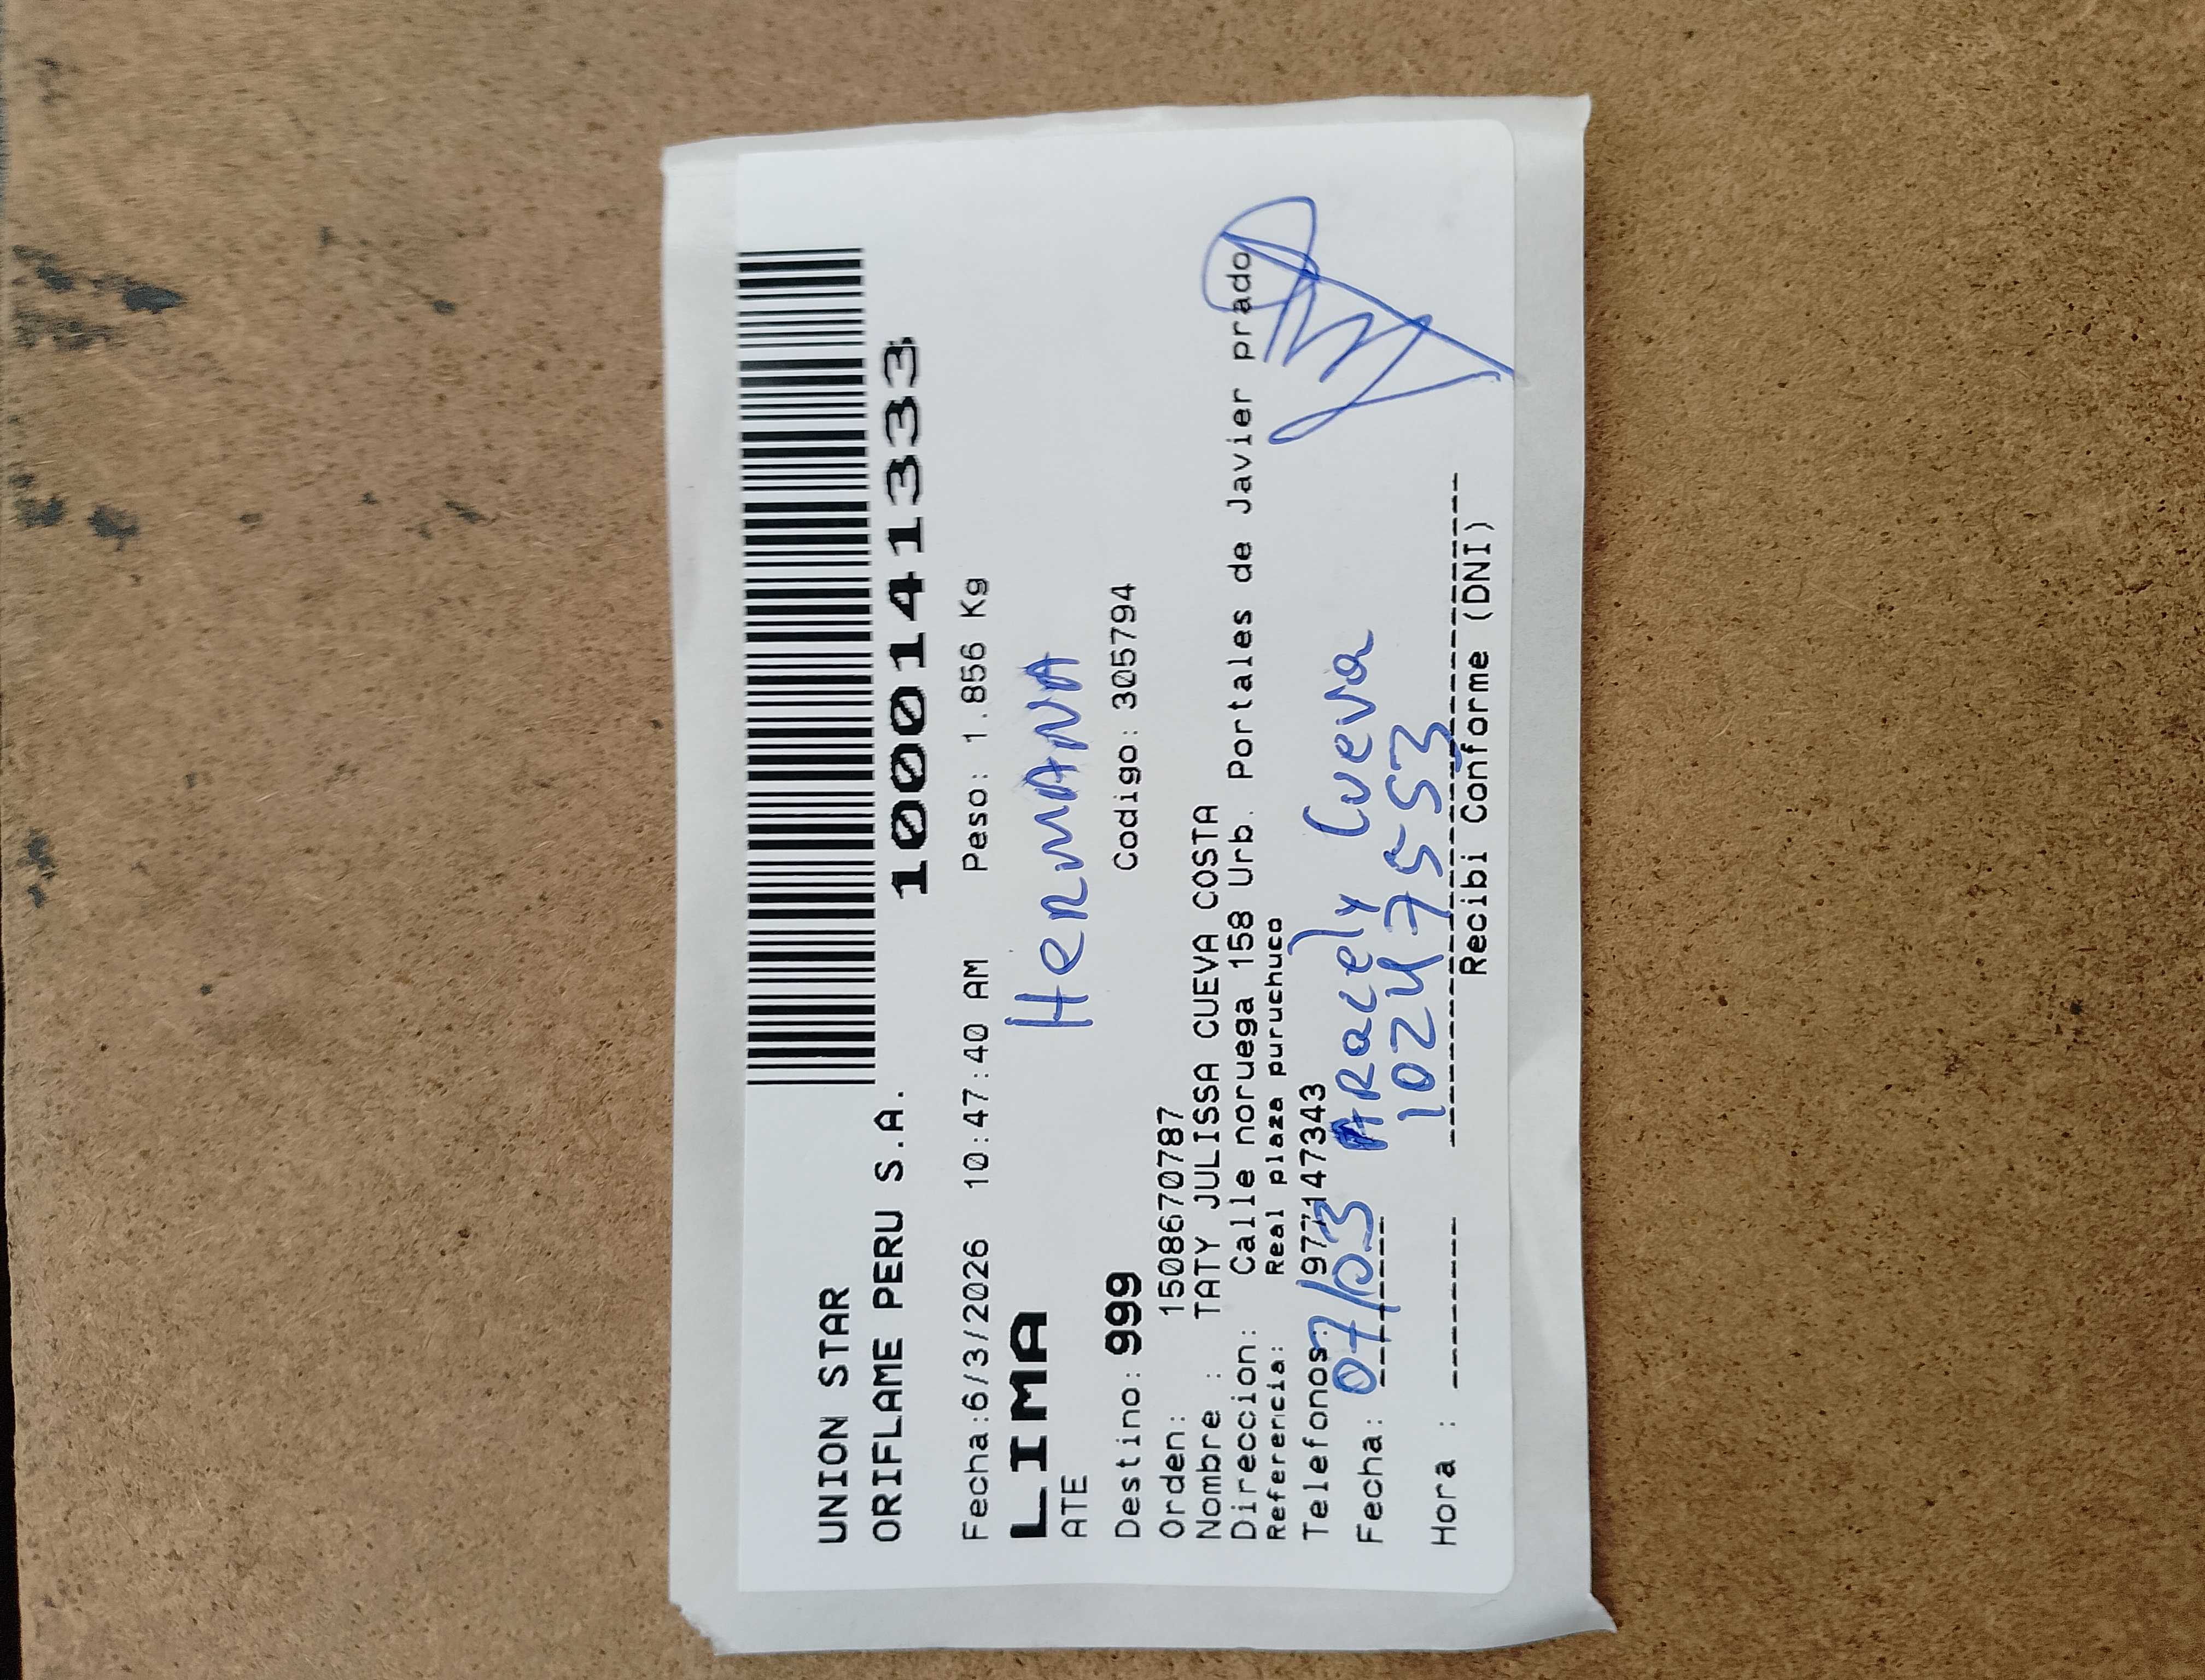 UNION STAR
ORIFLAME PERU S.A.
1000141333
Fecha:6/3/2026 10:47:40 AM Peso: 1.856 Kg
LIMA
HERMANA
ATE
Destino: 999 Codigo: 305794
Orden: 1508670787
Nombre : TATY JULISSA CUEVA COSTA
Direccion: Calle noruega 158 Urb. Portales de Javier prado
Referencia: Real plaza puruchuco
Telefonos: 977147343
Fecha: 07/03 ARacely Cueva
10247553
Hora :
Recibi Conforme (DNI)